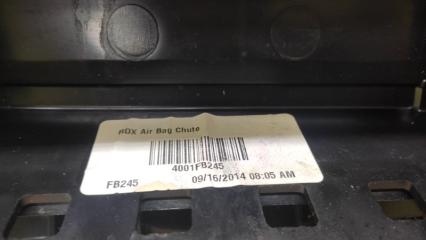 RDX Air Bag Chute
4001FB245
FB245
09/16/2014 08:05 AM